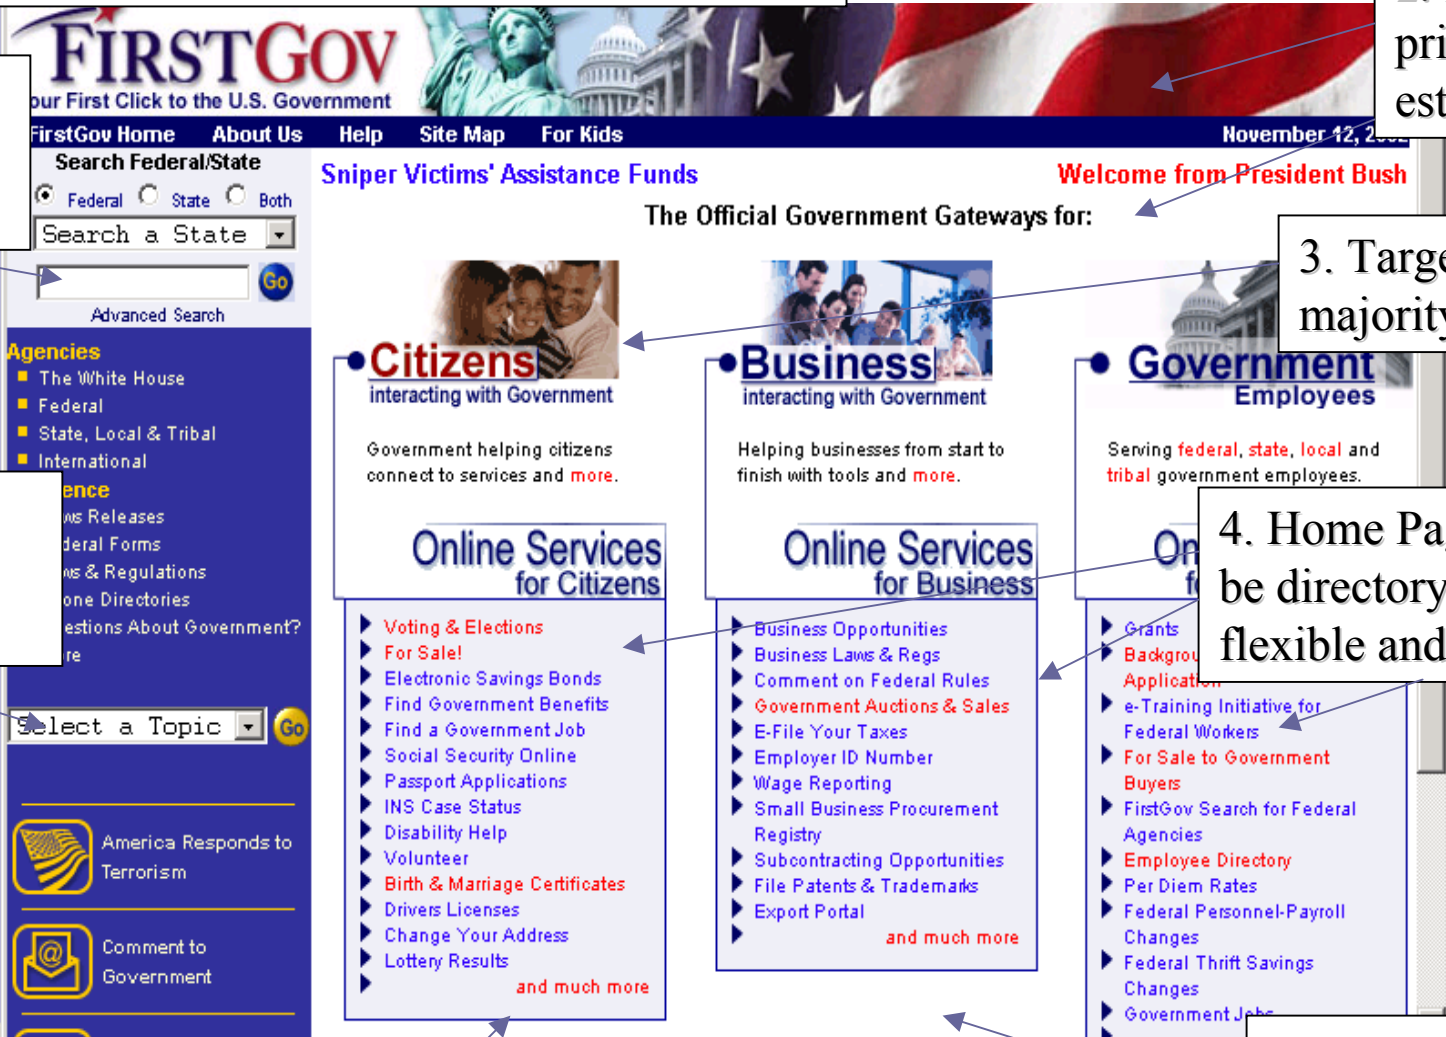 FIRSTGOV
our First Click to the U.S. Government
pri
est
FirstGov Home About Us Help Site Map For Kids November 12,
Search Federal/State
Federal State Both
Search a State
Go
Advanced Search
Sniper Victims' Assistance Funds
Welcome from President Bush
The Official Government Gateways for:
3. Targe
majority
Agencies
The White House
Federal
State, Local & Tribal
International
ence
ws Releases
deral Forms
ws & Regulations
one Directories
estions About Government?
re
Select a Topic
Go
America Responds to
Terrorism
@
Comment to
Government
Citizens
interacting with Government
Government helping citizens
connect to services and more.
Online Services
for Citizens
Voting & Elections
For Sale!
Electronic Savings Bonds
Find Government Benefits
Find a Government Job
Social Security Online
Passport Applications
INS Case Status
Disability Help
Volunteer
Birth & Marriage Certificates
Drivers Licenses
Change Your Address
Lottery Results
and much more
Business
interacting with Government
Helping businesses from start to
finish with tools and more.
Online Services
for Business
Business Opportunities
Business Laws & Regs
Comment on Federal Rules
Government Auctions & Sales
E-File Your Taxes
Employer ID Number
Wage Reporting
Small Business Procurement
Registry
Subcontracting Opportunities
File Patents & Trademarks
Export Portal
and much more
Government
Employees
Serving federal, state, local and
tribal government employees.
4. Home Pa
be directory
flexible and
On
f
Grants
Backgrou
Application
e-Training Initiative for
Federal Workers
For Sale to Government
Buyers
FirstGov Search for Federal
Agencies
Employee Directory
Per Diem Rates
Federal Personnel-Payroll
Changes
Federal Thrift Savings
Changes
Government Jobs